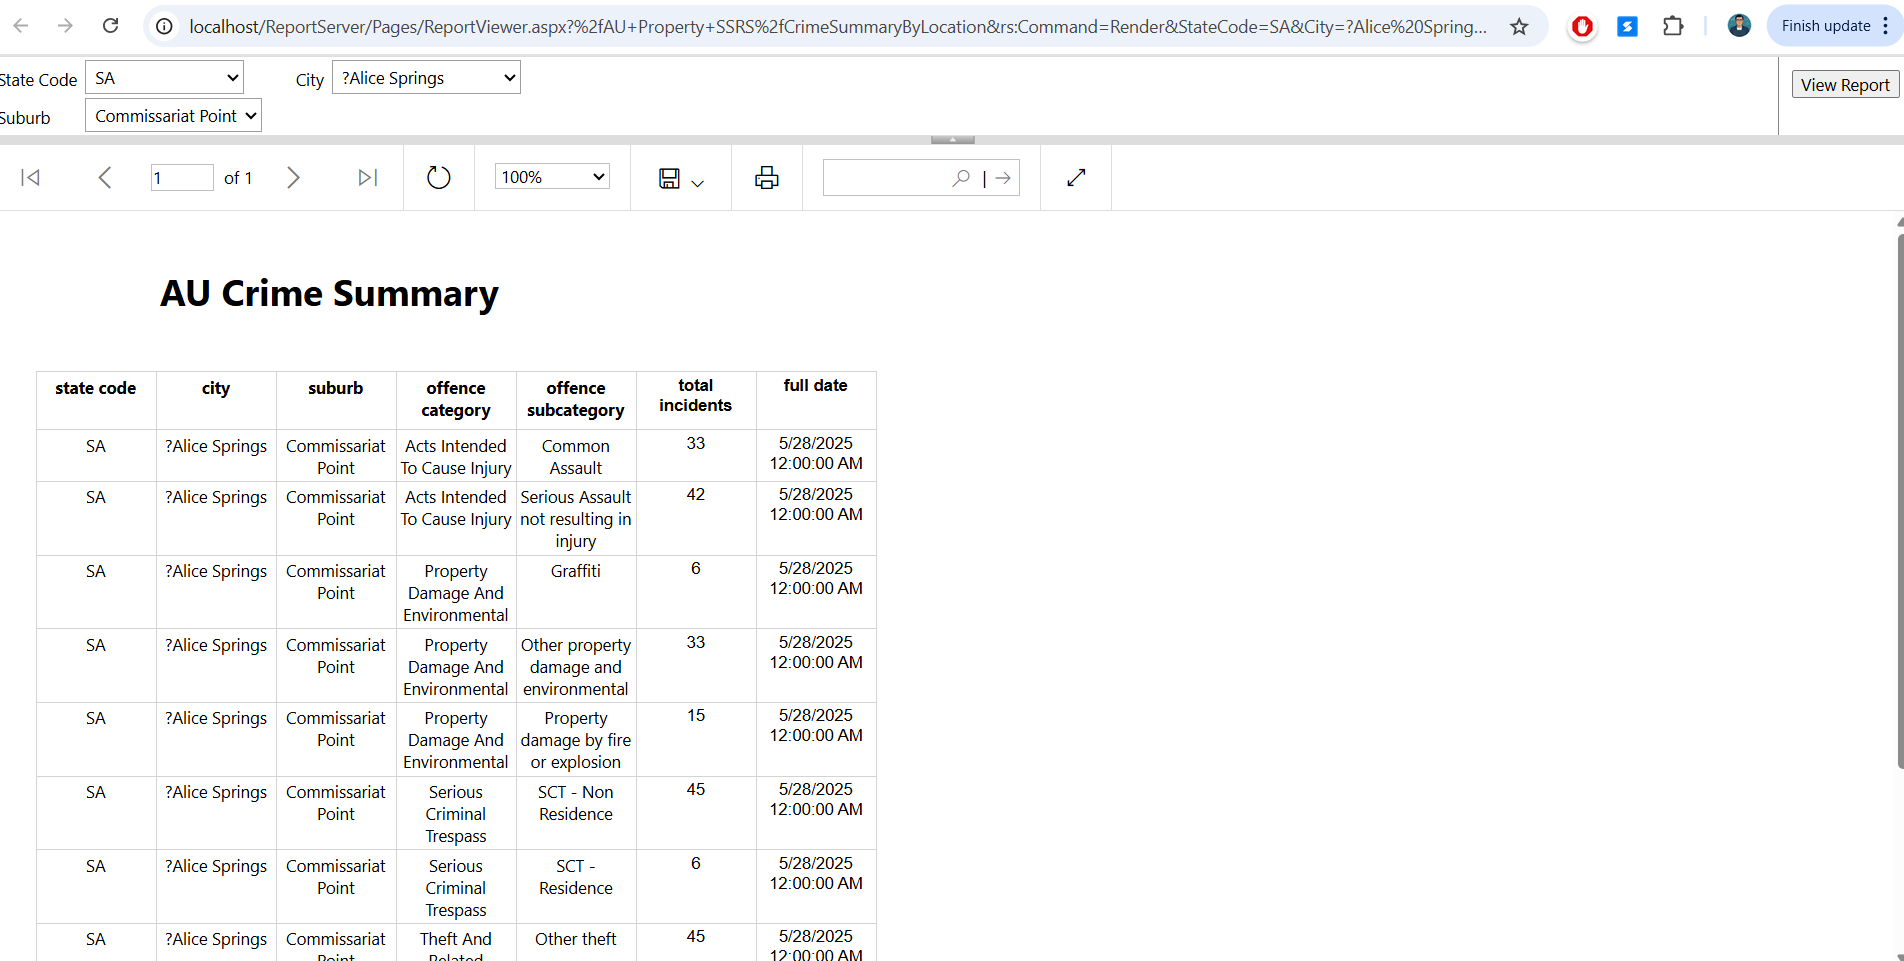 localhost/ReportServer/Pages/ReportViewer.aspx?%2fAU+Property+SSRS%2fCrimeSummaryByLocation&rs:Command=Render&StateCode=SA&City=?Alice%20Spring...
Finish update
State Code SA City ?Alice Springs
View Report
Suburb Commissariat Point
1 of 1 100%
AU Crime Summary
state code city suburb offence category offence subcategory total incidents full date
SA ?Alice Springs Commissariat Point Acts Intended To Cause Injury Common Assault 33 5/28/2025 12:00:00 AM
SA ?Alice Springs Commissariat Point Acts Intended To Cause Injury Serious Assault not resulting in injury 42 5/28/2025 12:00:00 AM
SA ?Alice Springs Commissariat Point Property Damage And Environmental Graffiti 6 5/28/2025 12:00:00 AM
SA ?Alice Springs Commissariat Point Property Damage And Environmental Other property damage and environmental 33 5/28/2025 12:00:00 AM
SA ?Alice Springs Commissariat Point Property Damage And Environmental Property damage by fire or explosion 15 5/28/2025 12:00:00 AM
SA ?Alice Springs Commissariat Point Serious Criminal Trespass SCT - Non Residence 45 5/28/2025 12:00:00 AM
SA ?Alice Springs Commissariat Point Serious Criminal Trespass SCT - Residence 6 5/28/2025 12:00:00 AM
SA ?Alice Springs Commissariat Point Theft And Related Other theft 45 5/28/2025 12:00:00 AM